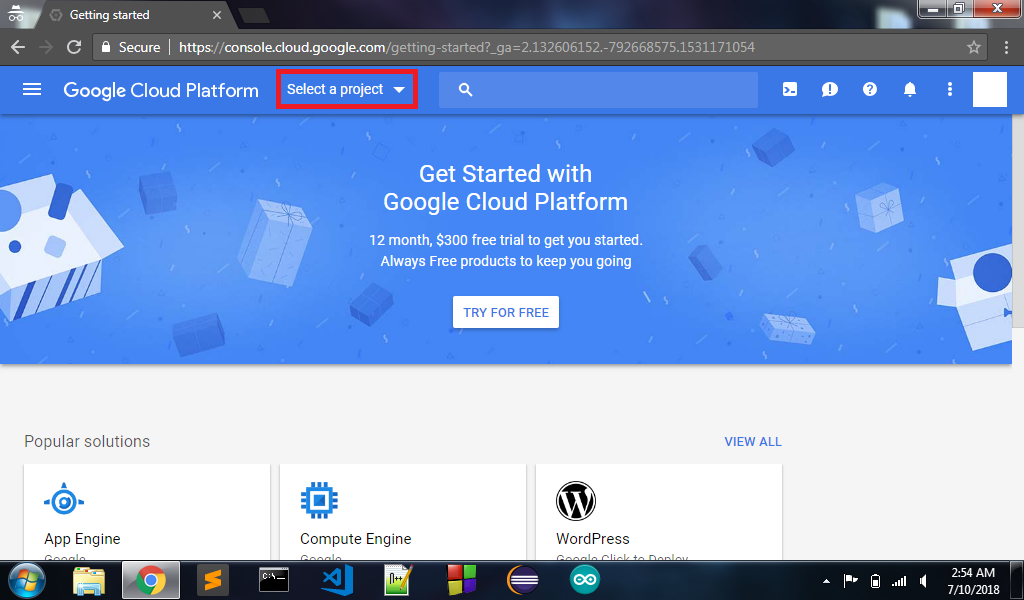 Getting started
Secure
https://console.cloud.google.com/getting-started?_ga=2.132606152.-792668575.1531171054
Google Cloud Platform
Select a project
Get Started with
Google Cloud Platform
12 month, $300 free trial to get you started.
Always Free products to keep you going
TRY FOR FREE
Popular solutions
VIEW ALL
App Engine
Google
Compute Engine
Google
WordPress
Google Click to Deploy
C:\_
2:54 AM
7/10/2018